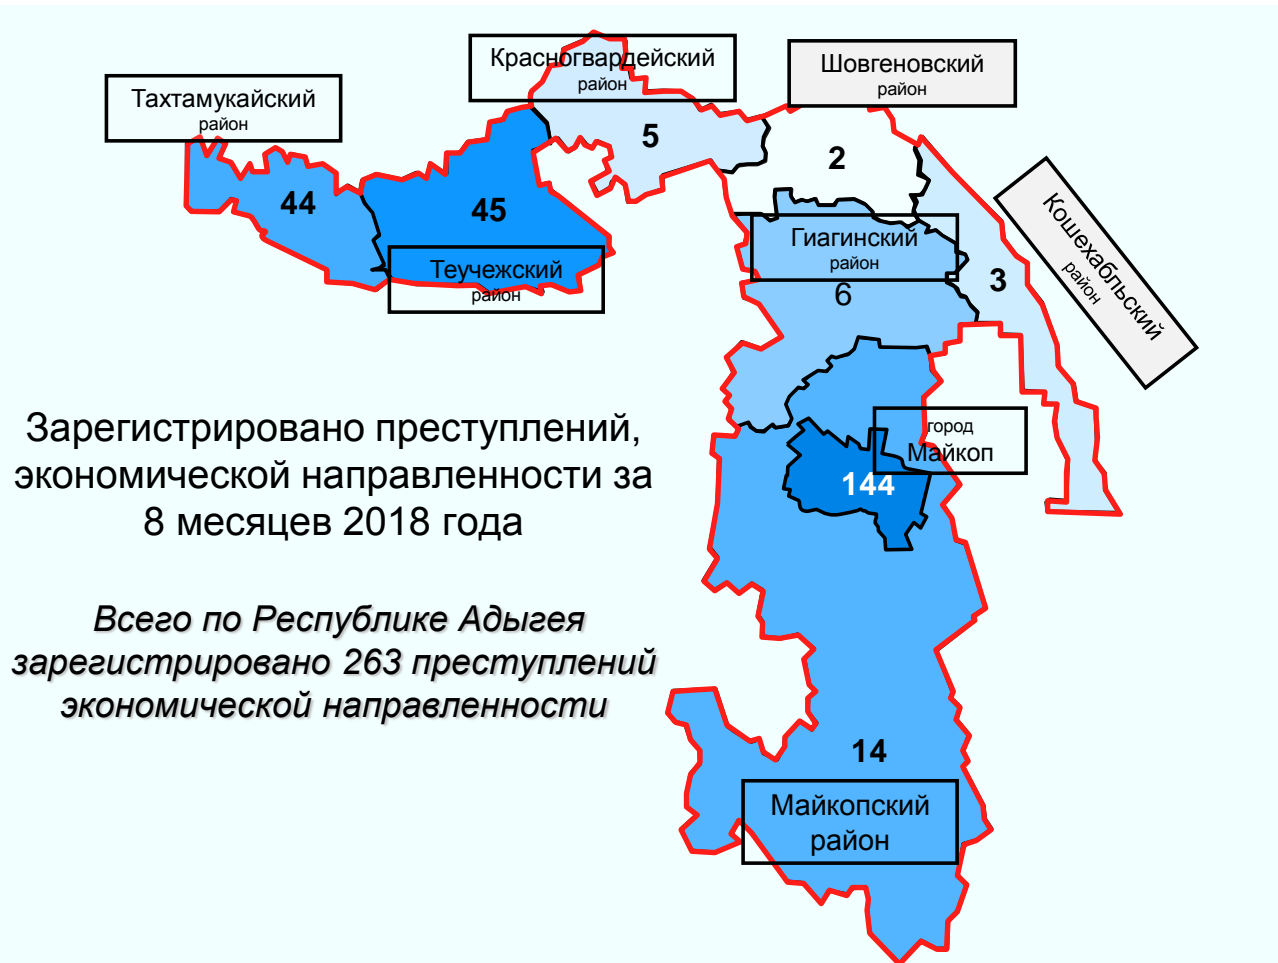 Красногвардейский
район
Шовгеновский
район
Тахтамукайский
район
5
2
44
45
Кошехабльский
район
Гиагинский
район
Теучежский
район
3
6
город
Майкоп
144
Зарегистрировано преступлений,
экономической направленности за
8 месяцев 2018 года
Всего по Республике Адыгея
зарегистрировано 263 преступлений
экономической направленности
14
Майкопский
район